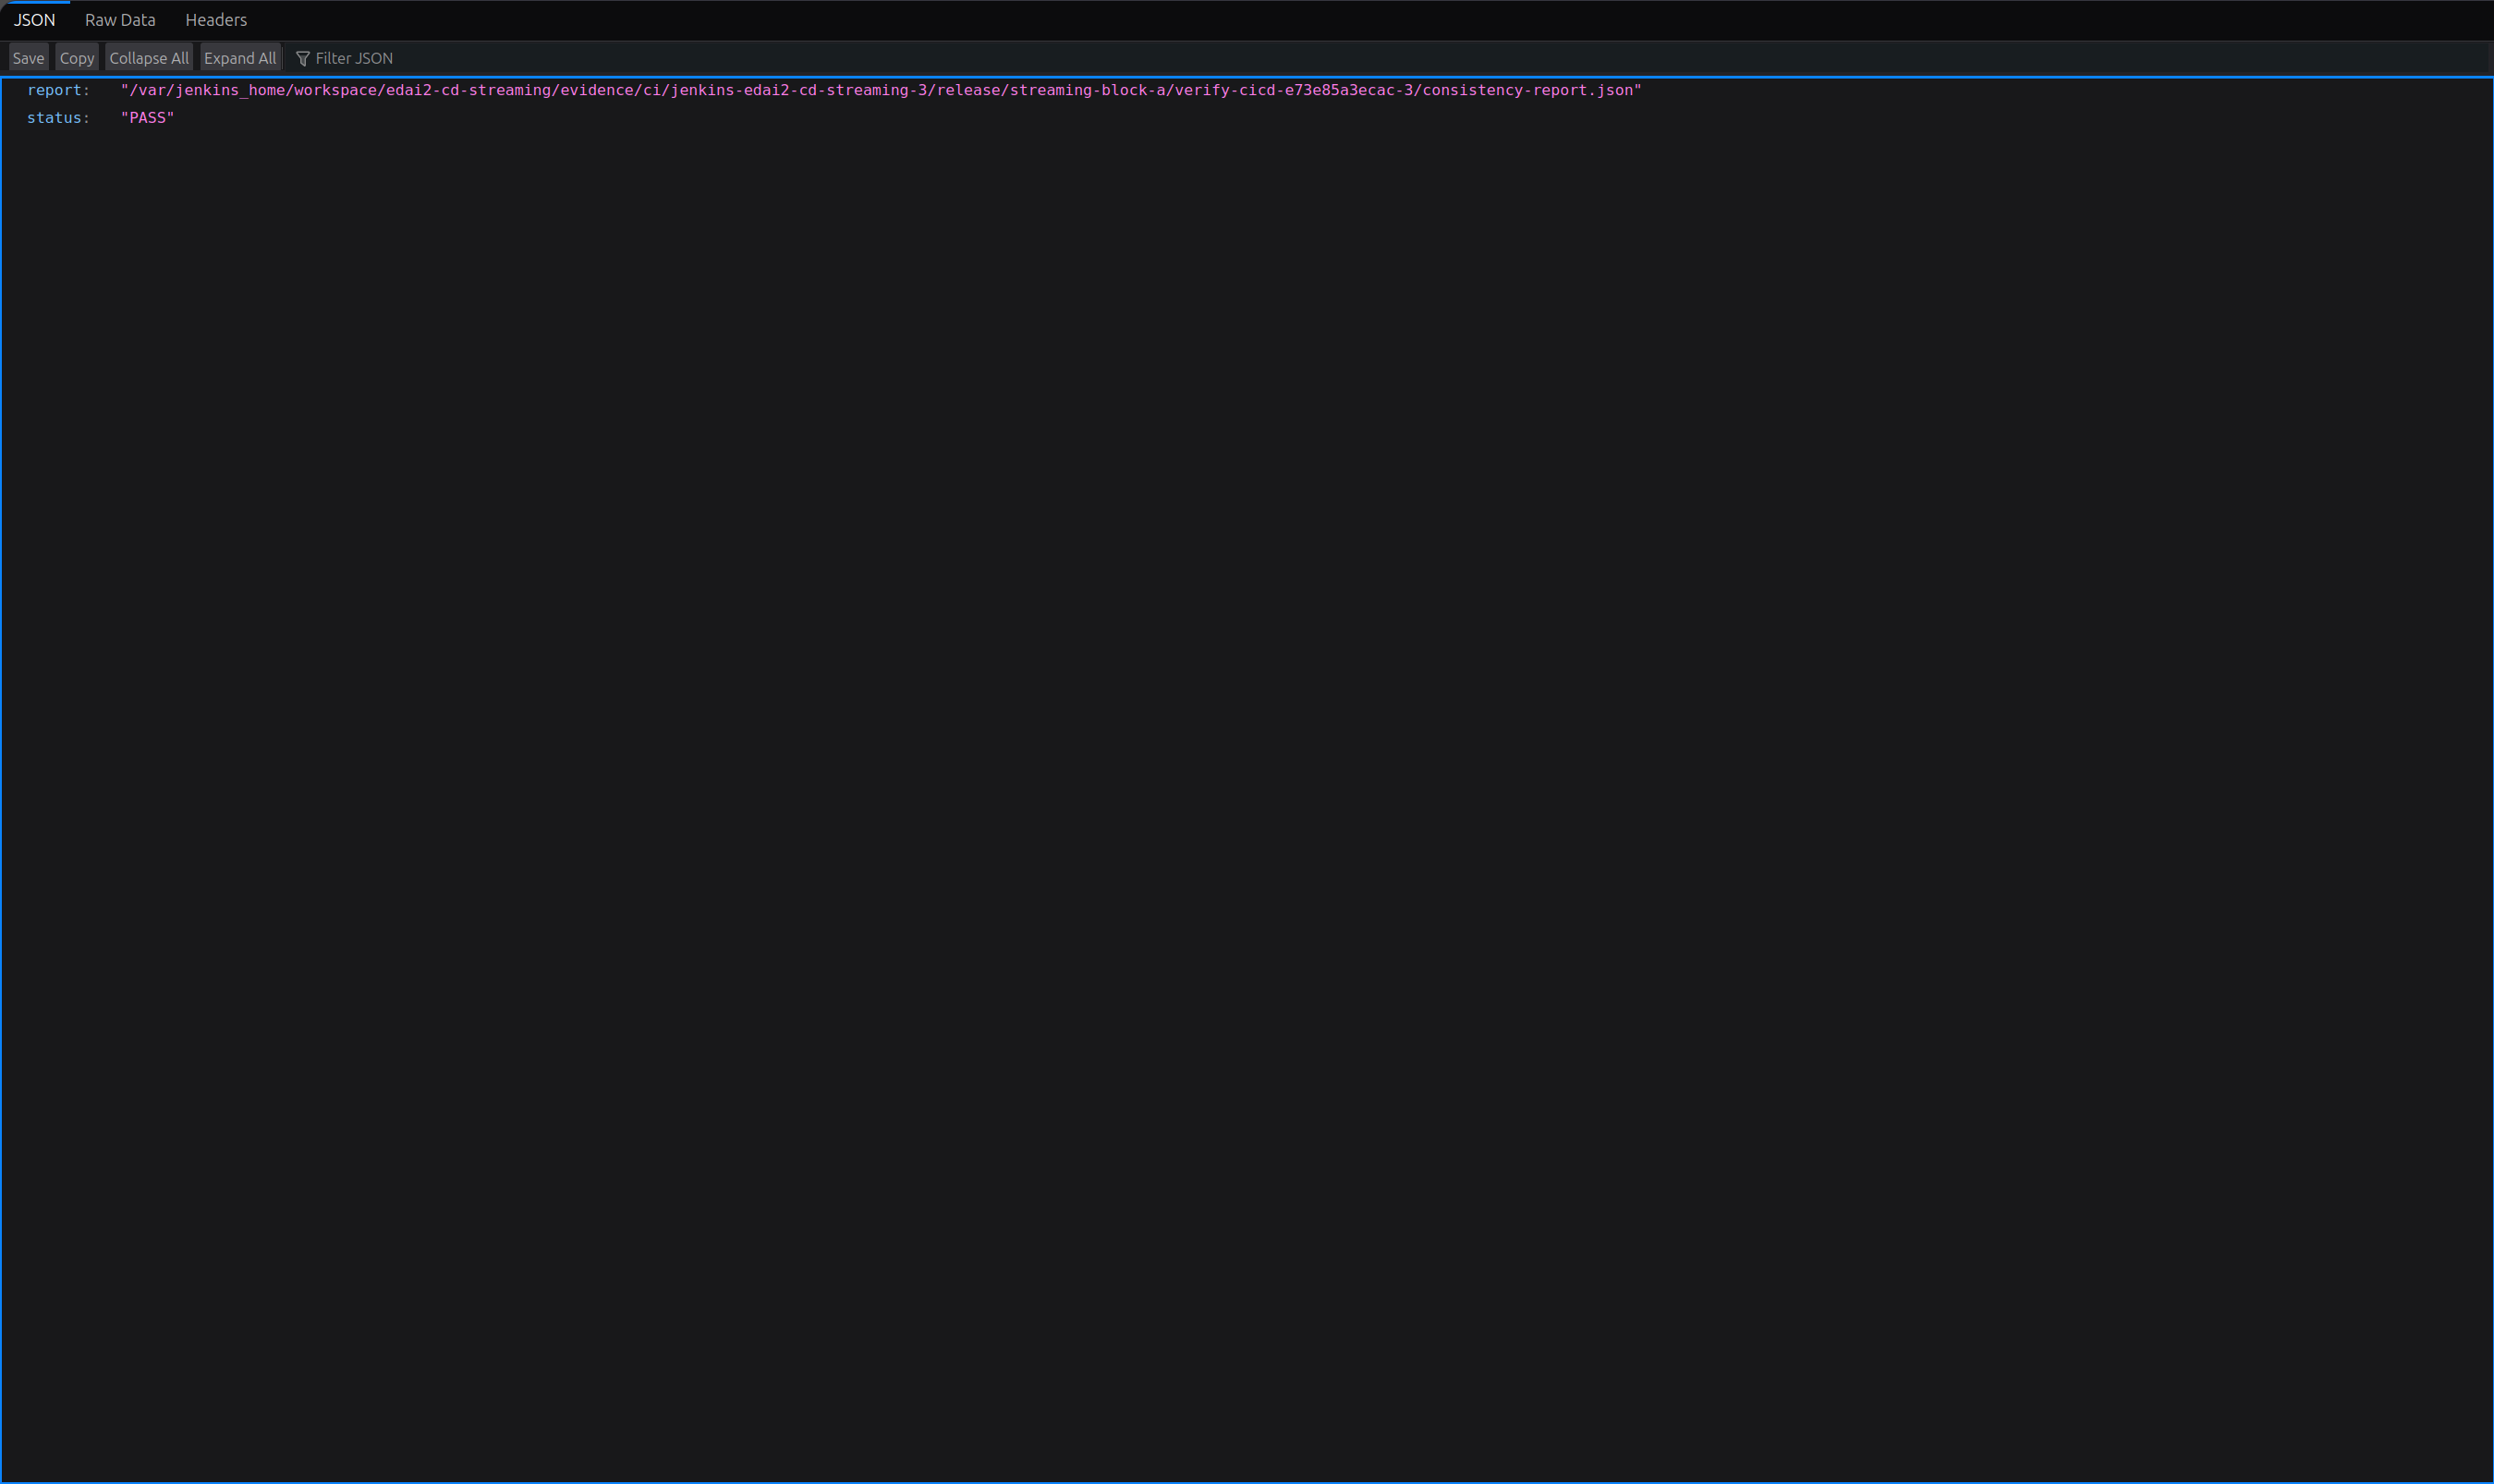 JSON Raw Data Headers
Save Copy Collapse All Expand All Filter JSON
report: "/var/jenkins_home/workspace/edai2-cd-streaming/evidence/ci/jenkins-edai2-cd-streaming-3/release/streaming-block-a/verify-cicd-e73e85a3ecac-3/consistency-report.json"
status: "PASS"